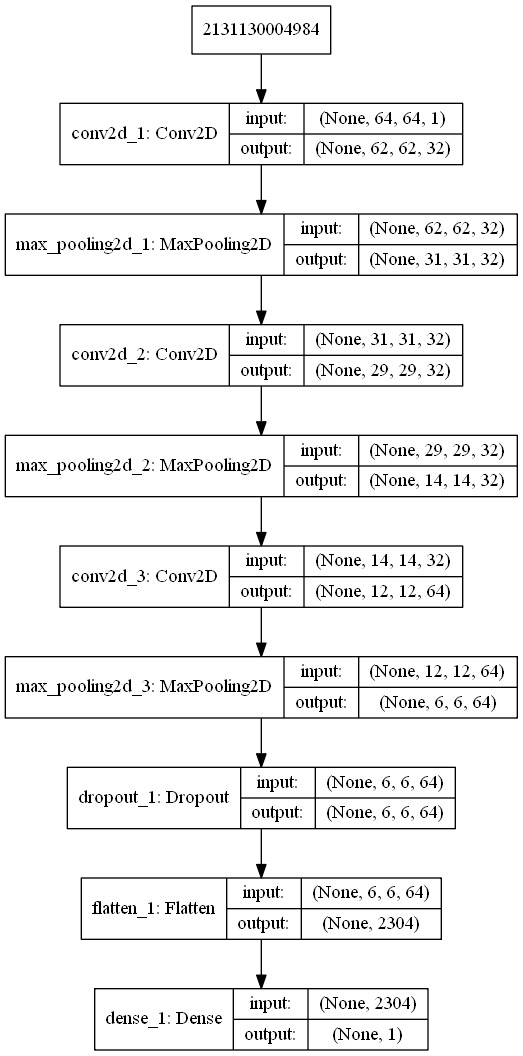 2131130004984
conv2d_1: Conv2D
input:
(None, 64, 64, 1)
output:
(None, 62, 62, 32)
max_pooling2d_1: MaxPooling2D
input:
(None, 62, 62, 32)
output:
(None, 31, 31, 32)
conv2d_2: Conv2D
input:
(None, 31, 31, 32)
output:
(None, 29, 29, 32)
max_pooling2d_2: MaxPooling2D
input:
(None, 29, 29, 32)
output:
(None, 14, 14, 32)
conv2d_3: Conv2D
input:
(None, 14, 14, 32)
output:
(None, 12, 12, 64)
max_pooling2d_3: MaxPooling2D
input:
(None, 12, 12, 64)
output:
(None, 6, 6, 64)
dropout_1: Dropout
input:
(None, 6, 6, 64)
output:
(None, 6, 6, 64)
flatten_1: Flatten
input:
(None, 6, 6, 64)
output:
(None, 2304)
dense_1: Dense
input:
(None, 2304)
output:
(None, 1)